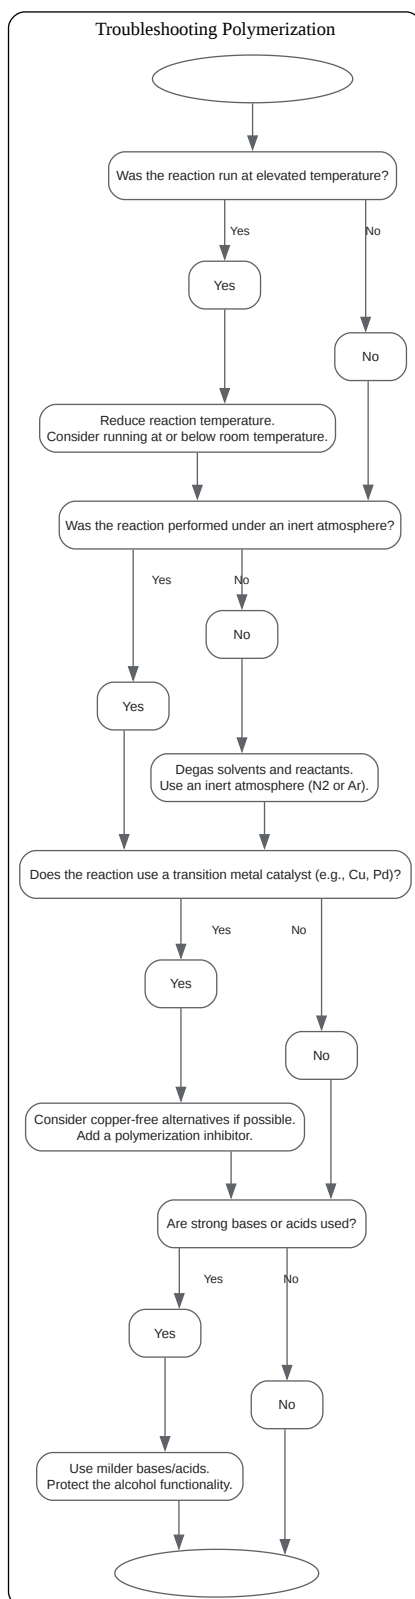 Troubleshooting Polymerization
Was the reaction run at elevated temperature?
Yes
No
Yes
No
Reduce reaction temperature.
Consider running at or below room temperature.
Was the reaction performed under an inert atmosphere?
Yes
No
No
Yes
Degas solvents and reactants.
Use an inert atmosphere (N2 or Ar).
Does the reaction use a transition metal catalyst (e.g., Cu, Pd)?
Yes
No
Yes
No
Consider copper-free alternatives if possible.
Add a polymerization inhibitor.
Are strong bases or acids used?
Yes
No
Yes
No
Use milder bases/acids.
Protect the alcohol functionality.